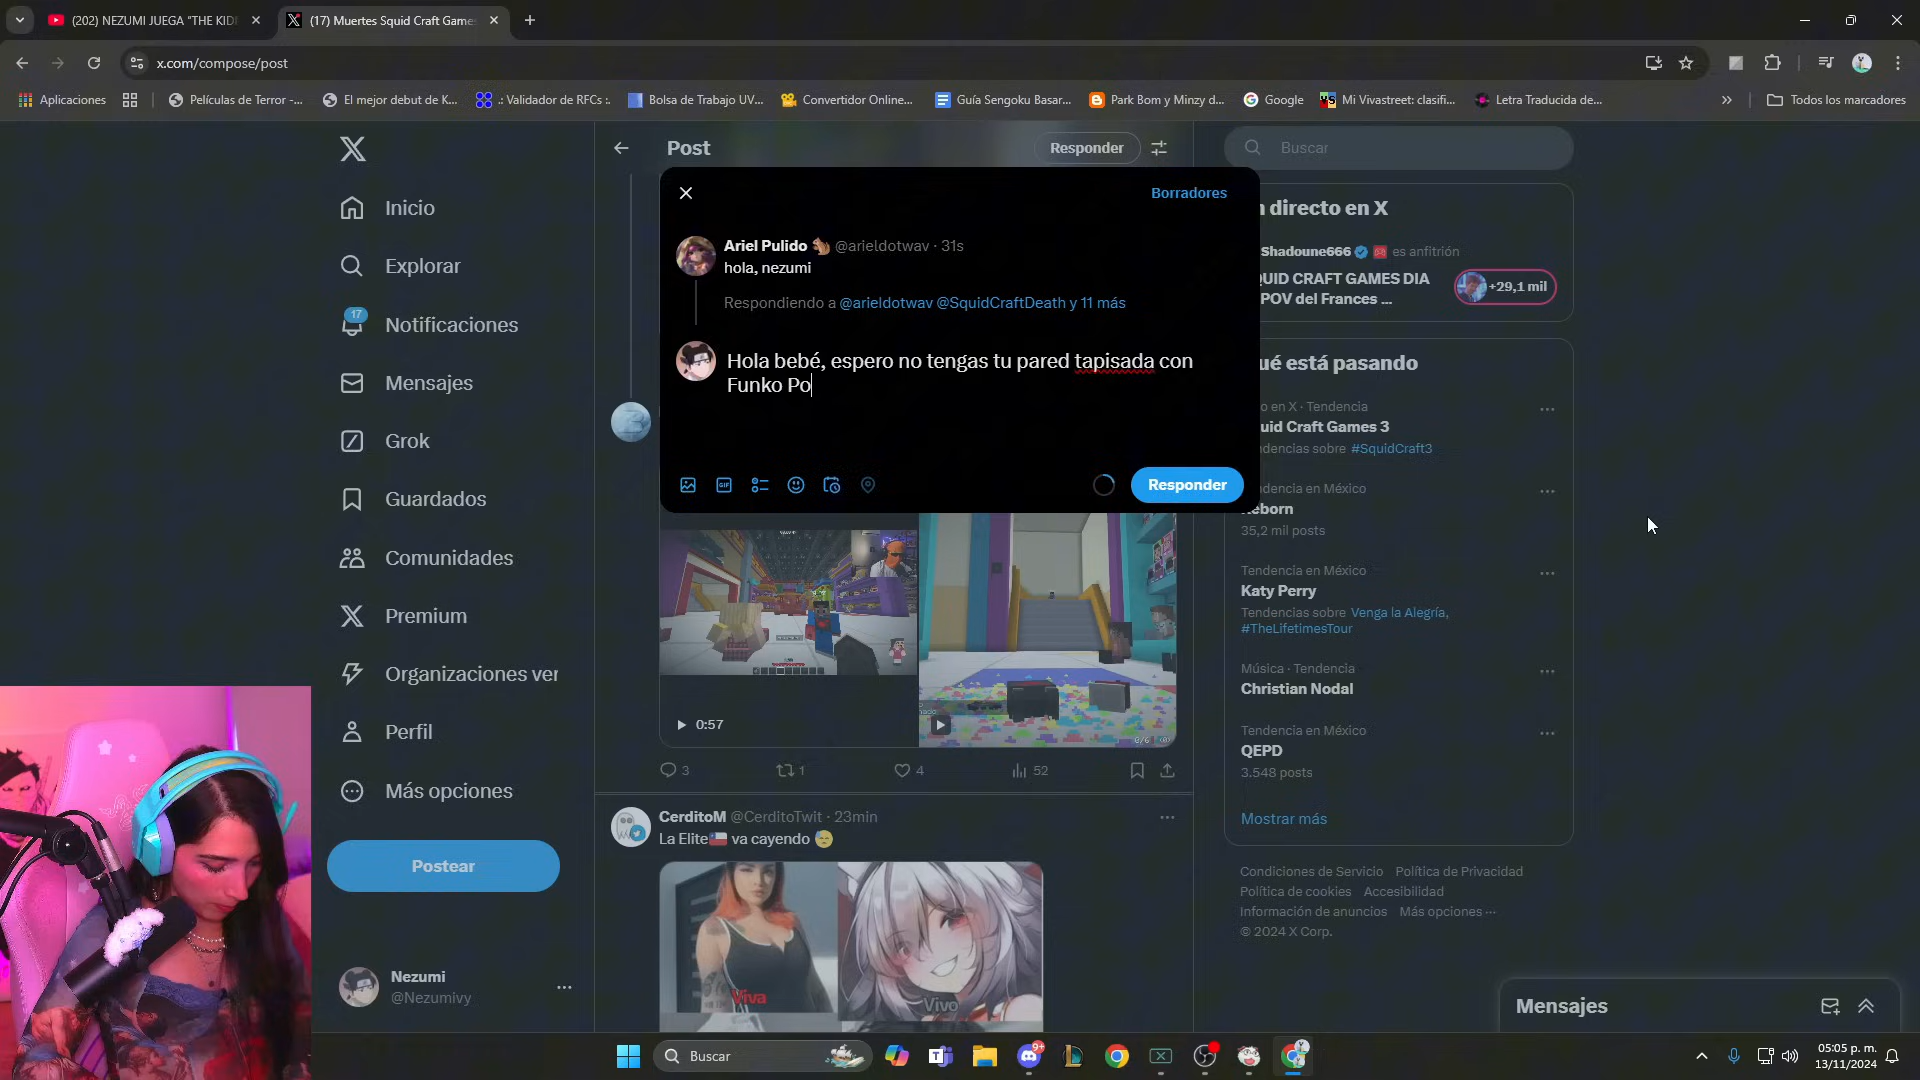 (202) NEZUMI JUEGA "THE KID
(17) Muertes Squid Craft Game
x.com/compose/post
Aplicaciones
Películas de Terror -...
El mejor debut de K...
.: Validador de RFCs :.
Bolsa de Trabajo UV...
Convertidor Online...
Guía Sengoku Basar...
Park Bom y Minzy d...
Google
Mi Vivastreet: clasifi...
Letra Traducida de...
Todos los marcadores
Inicio
Explorar
17
Notificaciones
Mensajes
Grok
Guardados
Comunidades
Premium
Organizaciones ver
Perfil
Más opciones
Postear
Nezumi
@Nezumivy
Post
Responder
Borradores
Ariel Pulido @arieldotwav · 31s
hola, nezumi
Respondiendo a @arieldotwav @SquidCraftDeath y 11 más
Hola bebé, espero no tengas tu pared tapisada con
Funko Po
GIF
Responder
0:57
3
1
4
52
CerditoM @CerditoTwit · 23min
La Elite va cayendo
Viva
Vivo
Buscar
n directo en X
Shadoune666 es anfitrión
QUID CRAFT GAMES DIA
POV del Frances ...
+29,1 mil
ué está pasando
o en X · Tendencia
uid Craft Games 3
dencias sobre #SquidCraft3
dencia en México
Reborn
35,2 mil posts
Tendencia en México
Katy Perry
Tendencias sobre Venga la Alegría,
#TheLifetimesTour
Música · Tendencia
Christian Nodal
Tendencia en México
QEPD
3.548 posts
Mostrar más
Condiciones de Servicio Política de Privacidad
Política de cookies Accesibilidad
Información de anuncios Más opciones ···
© 2024 X Corp.
Mensajes
Buscar
9+
05:05 p. m.
13/11/2024